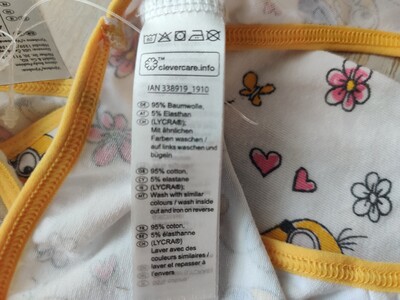 clevercare.info
IAN 338919_1910
95% Baumwolle,
5% Elasthan
(LYCRA®);
Mit ähnlichen
Farben waschen /
auf links waschen und
bügeln
95% cotton,
5% elastane
(LYCRA®);
Wash with similar
colours / wash inside
out and iron on reverse
95% coton,
5% élasthanne
(LYCRA®);
Laver avec des
couleurs similaires /
laver et repasser à
l'envers